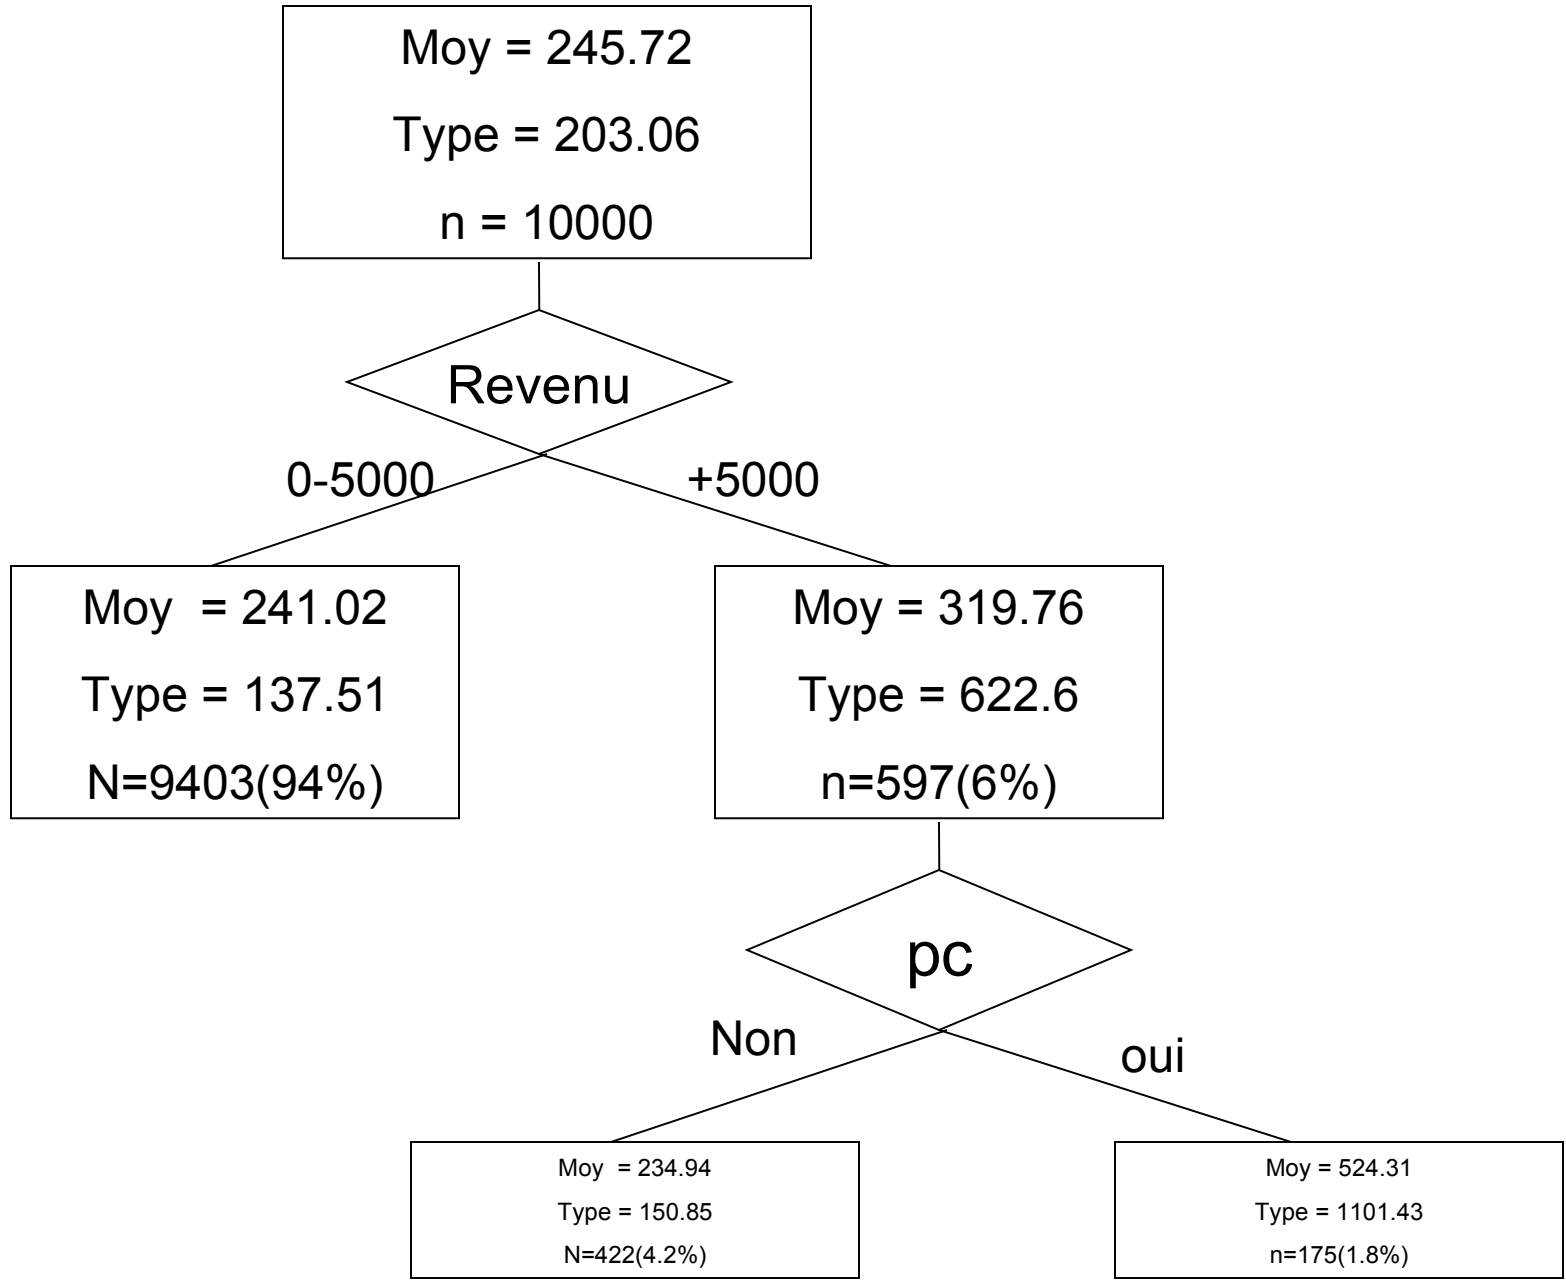 Moy = 245.72
Type = 203.06
n = 10000
Revenu
0-5000
+5000
Moy  = 241.02
Type = 137.51
N=9403(94%)
Moy = 319.76
Type = 622.6
n=597(6%)
pc
Non
oui
Moy  = 234.94
Type = 150.85
N=422(4.2%)
Moy = 524.31
Type = 1101.43
n=175(1.8%)